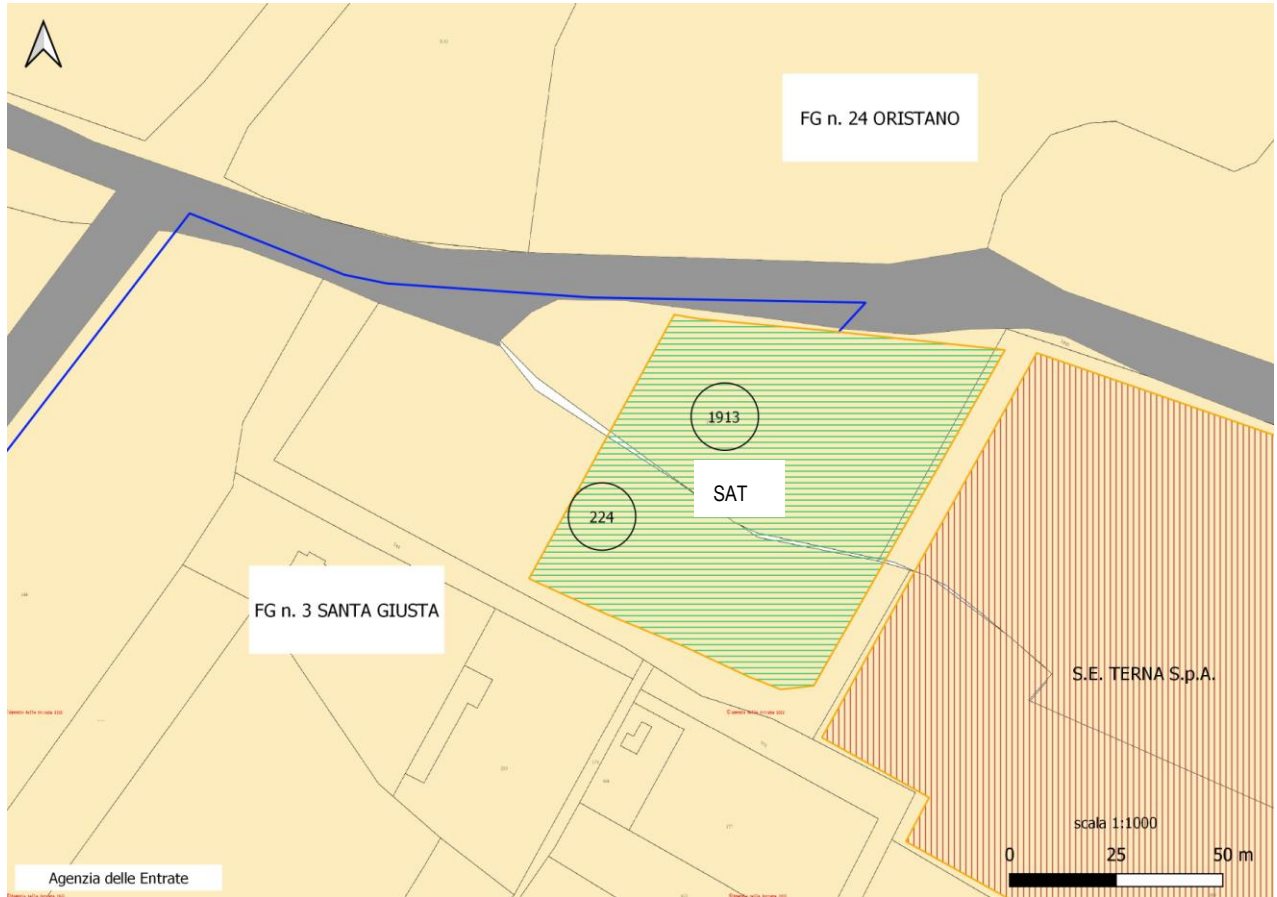 FG n. 24 ORISTANO
1913
SAT
224
FG n. 3 SANTA GIUSTA
S.E. TERNA S.p.A.
scala 1:1000
0 25 50 m
Agenzia delle Entrate